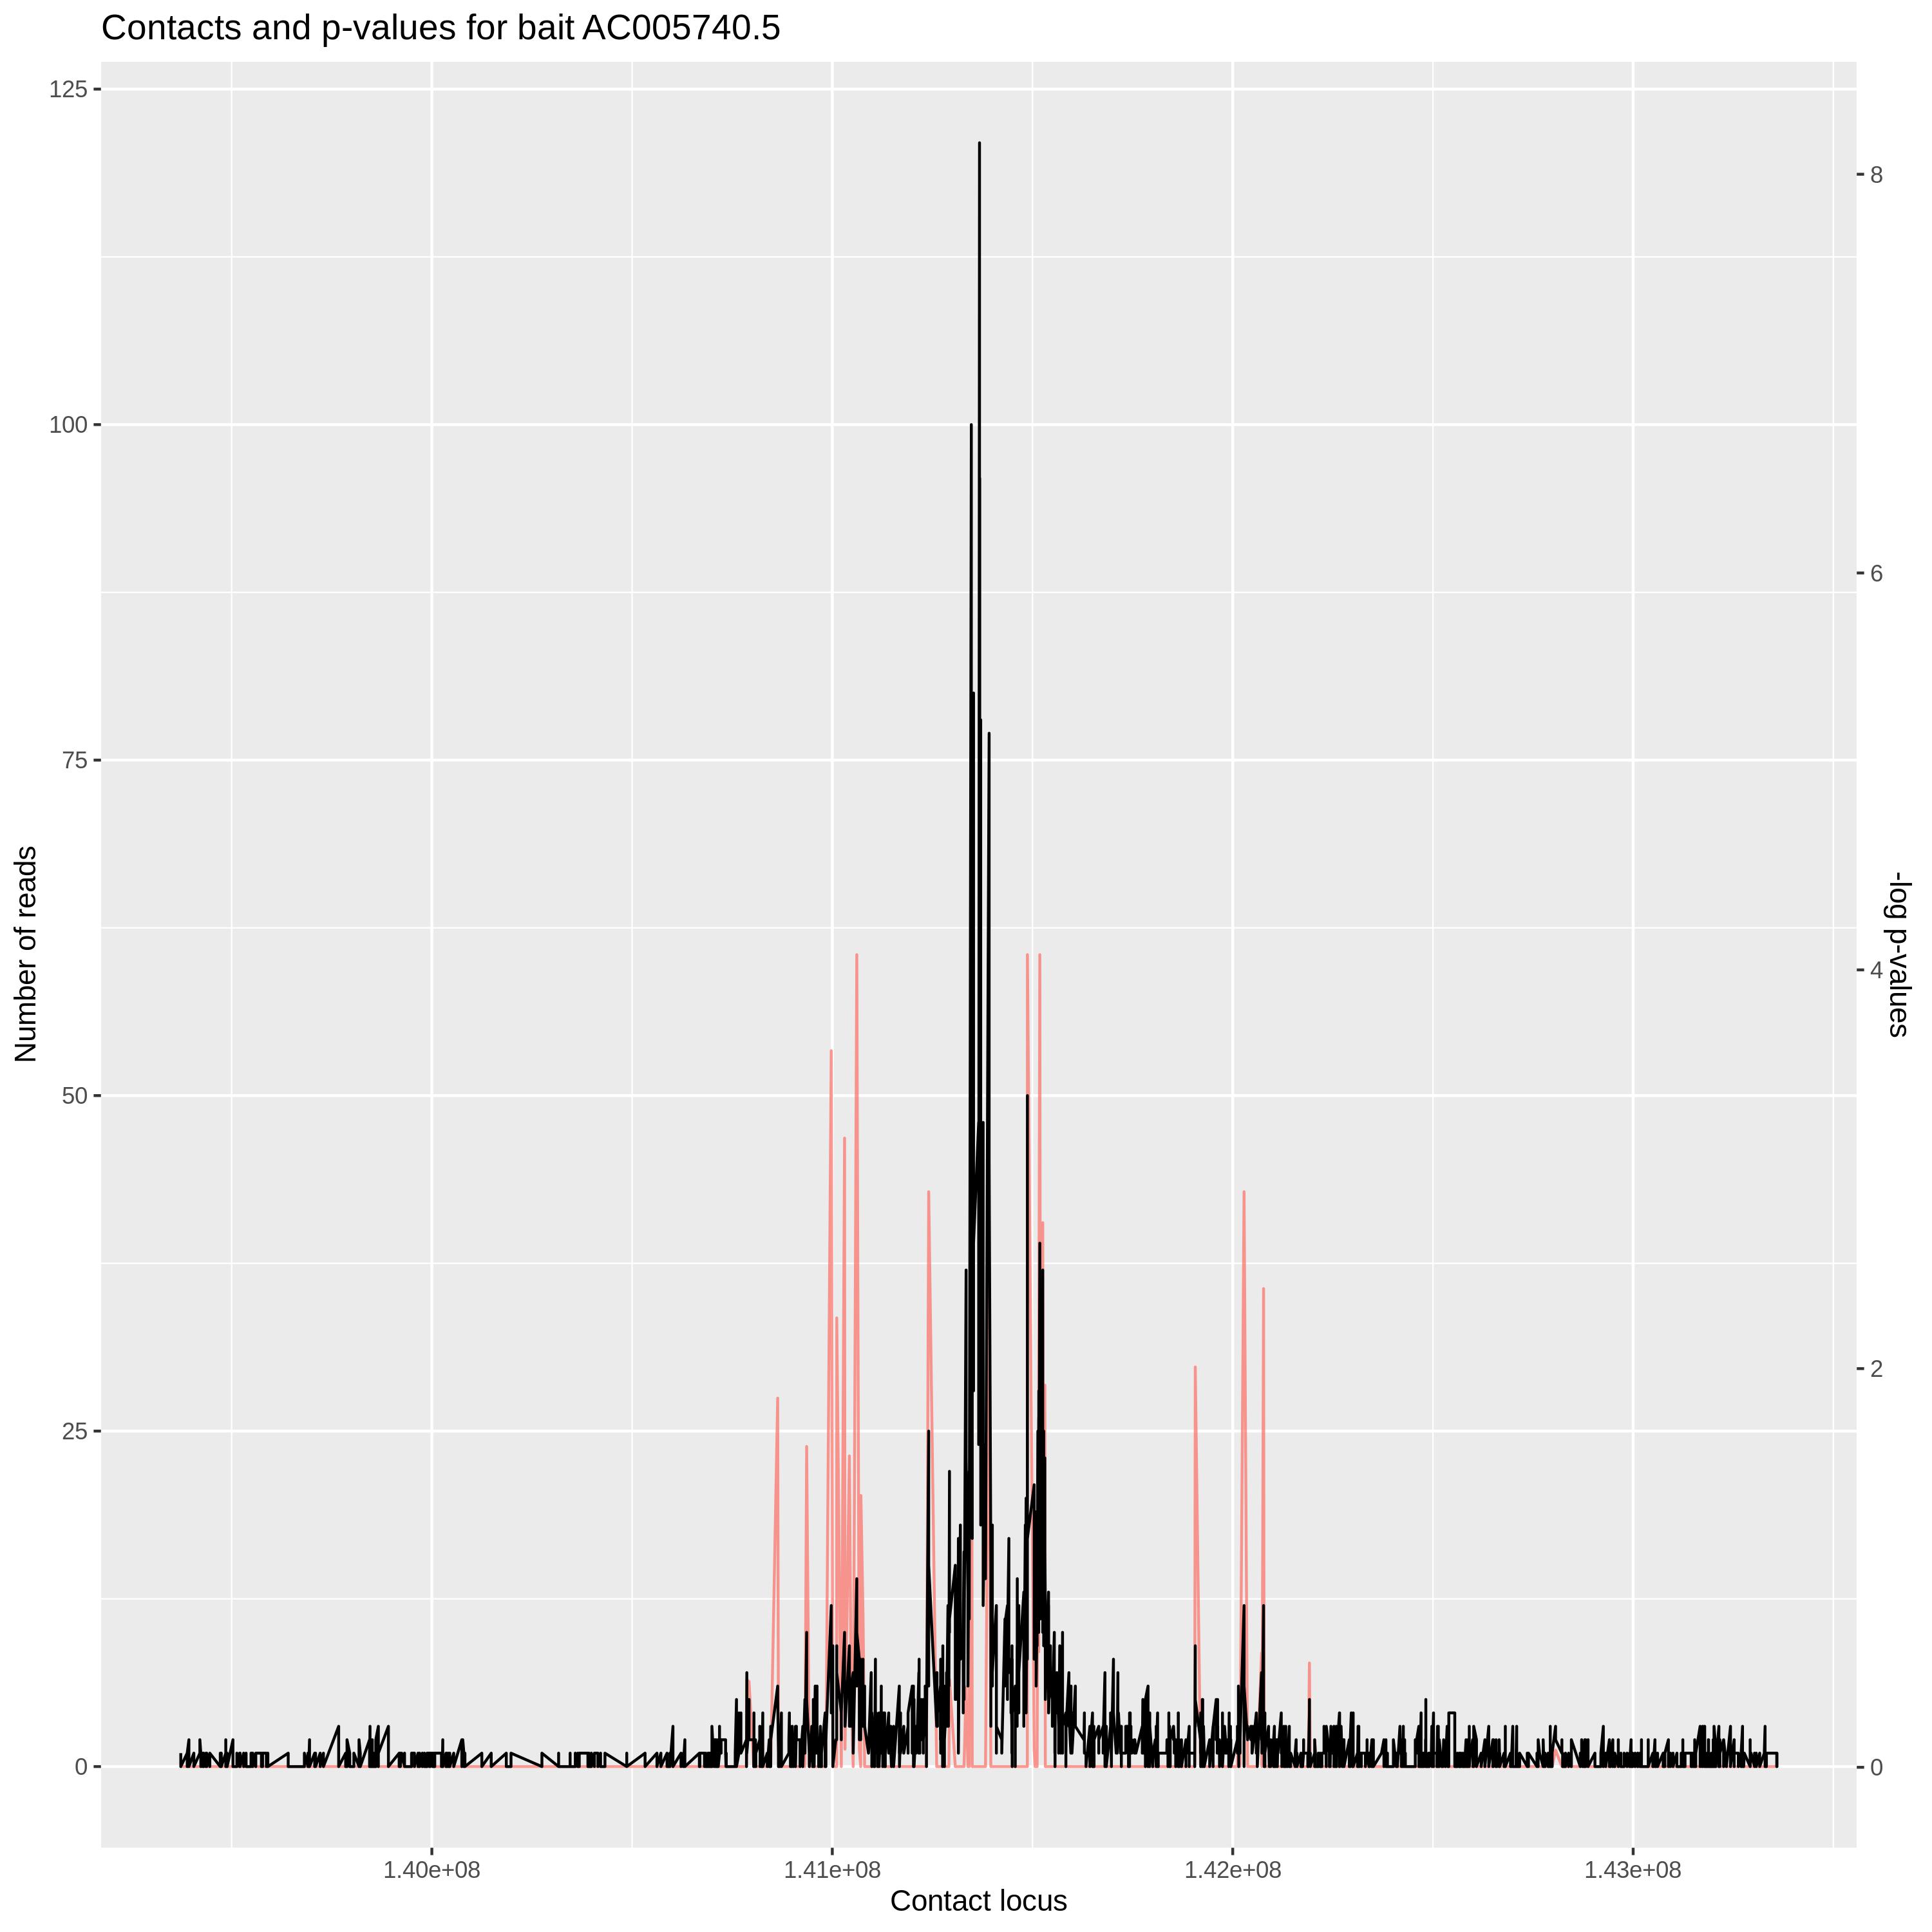 Contacts and p-values for bait AC005740.5
125
100
75
50
25
0
Number of reads
8
6
4
2
0
-log p-values
1.40e+08
1.41e+08
1.42e+08
1.43e+08
Contact locus